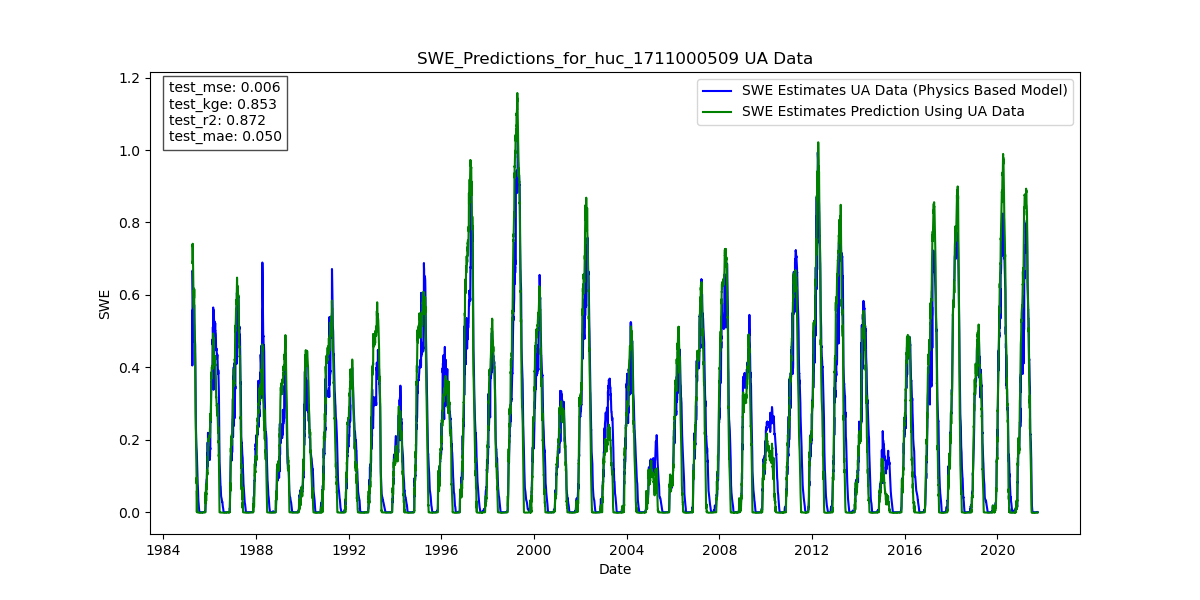 SWE_Predictions_for_huc_1711000509 UA Data
test_mse: 0.006
test_kge: 0.853
test_r2: 0.872
test_mae: 0.050
SWE Estimates UA Data (Physics Based Model)
SWE Estimates Prediction Using UA Data
1.2
1.0
0.8
0.6
0.4
0.2
0.0
SWE
1984 1988 1992 1996 2000 2004 2008 2012 2016 2020
Date